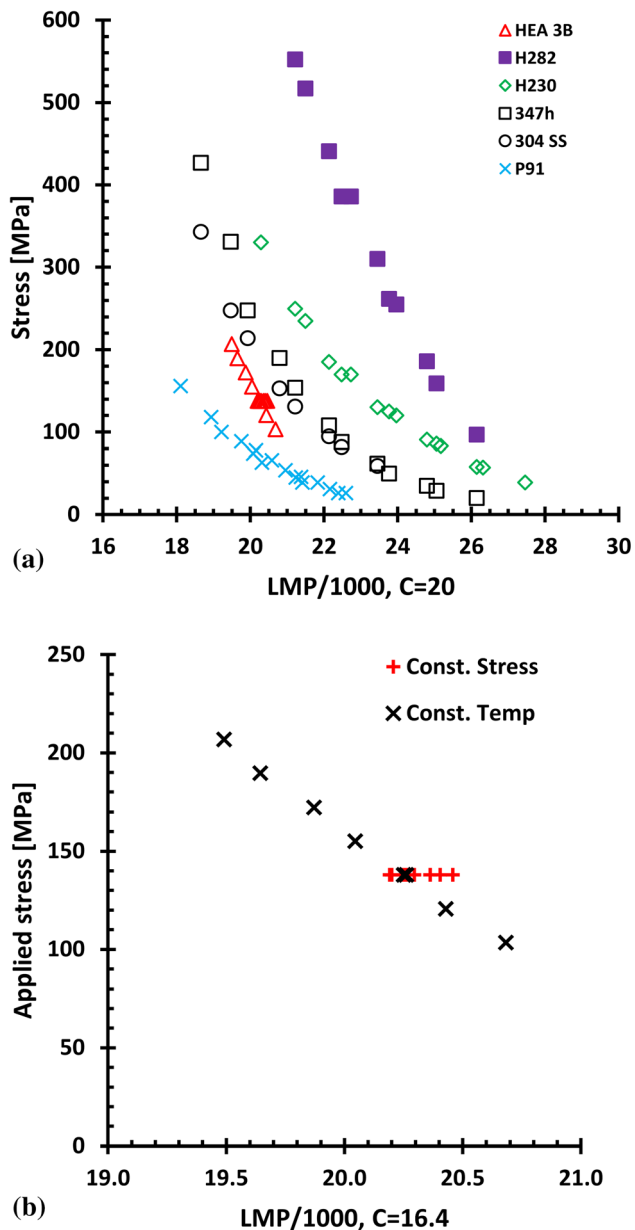 600
500
400
300
200
100
0
Stress [MPa]
HEA 3B
H282
H230
347h
304 SS
P91
16 18 20 22 24 26 28 30
(a)
LMP/1000, C=20
250
200
150
100
50
0
Applied stress [MPa]
Const. Stress
Const. Temp
19.0 19.5 20.0 20.5 21.0
(b)
LMP/1000, C=16.4